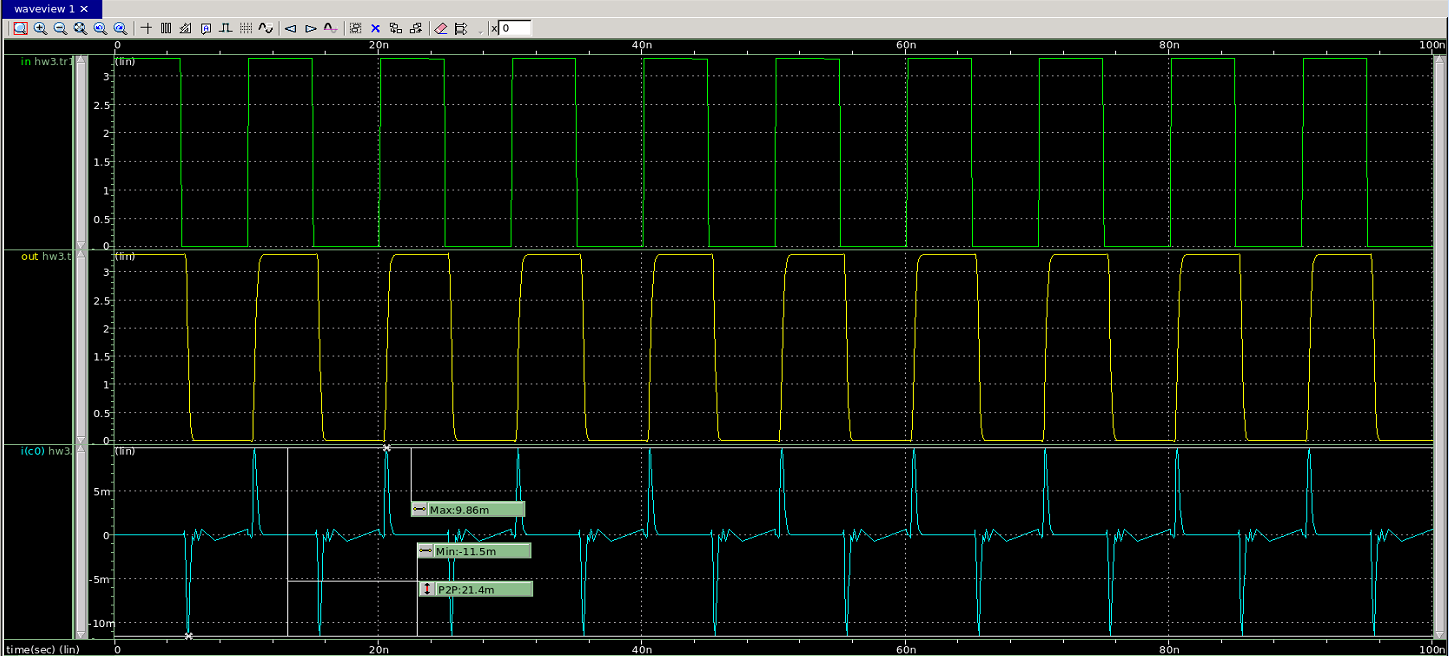 waveview 1 ✕
x 0
0 20n 40n 60n 80n 100n
in hw3.tr1
(lin)
3
2.5
2
1.5
1
0.5
0
out hw3.t
(lin)
3
2.5
2
1.5
1
0.5
0
i(c0) hw3.
(lin)
5m
0
-5m
-10m
Max:9.86m
Min:-11.5m
P2P:21.4m
time(sec) (lin) 0 20n 40n 60n 80n 100n